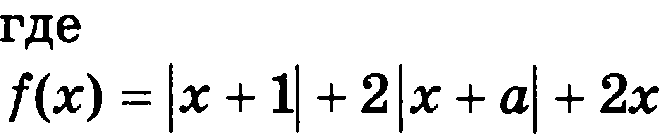 где
f(x) = |x + 1| + 2|x + a| + 2x